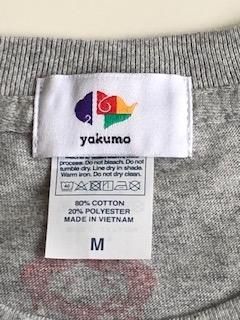 26
yakumo
process. Do not bleach. Do not
tumble dry. Line dry in shade.
Warm iron. Do not dry clean.
80% COTTON
20% POLYESTER
MADE IN VIETNAM
M